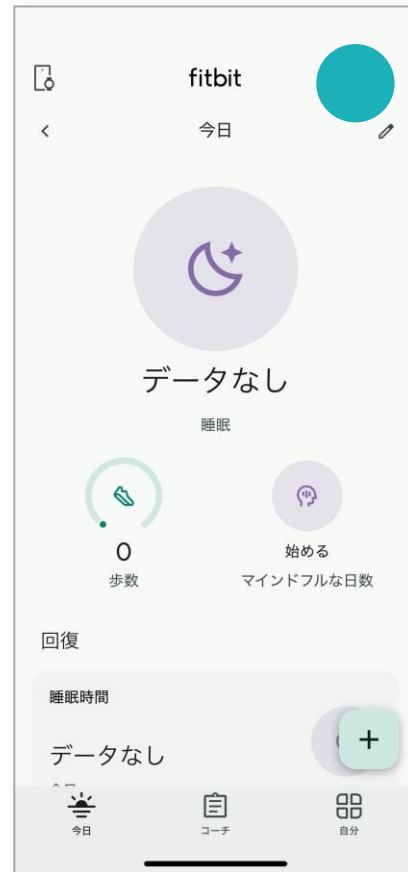 fitbit
今日
データなし
睡眠
0
歩数
始める
マインドフルな日数
回復
睡眠時間
データなし
今日
コーチ
自分